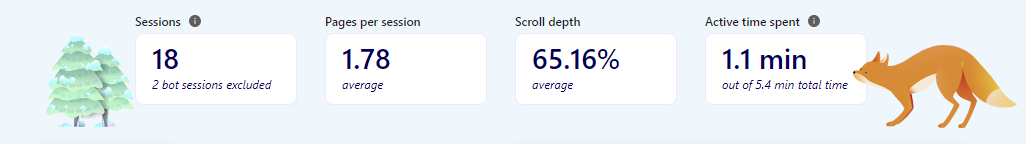 Sessions
18
2 bot sessions excluded
Pages per session
1.78
average
Scroll depth
65.16%
average
Active time spent
1.1 min
out of 5.4 min total time